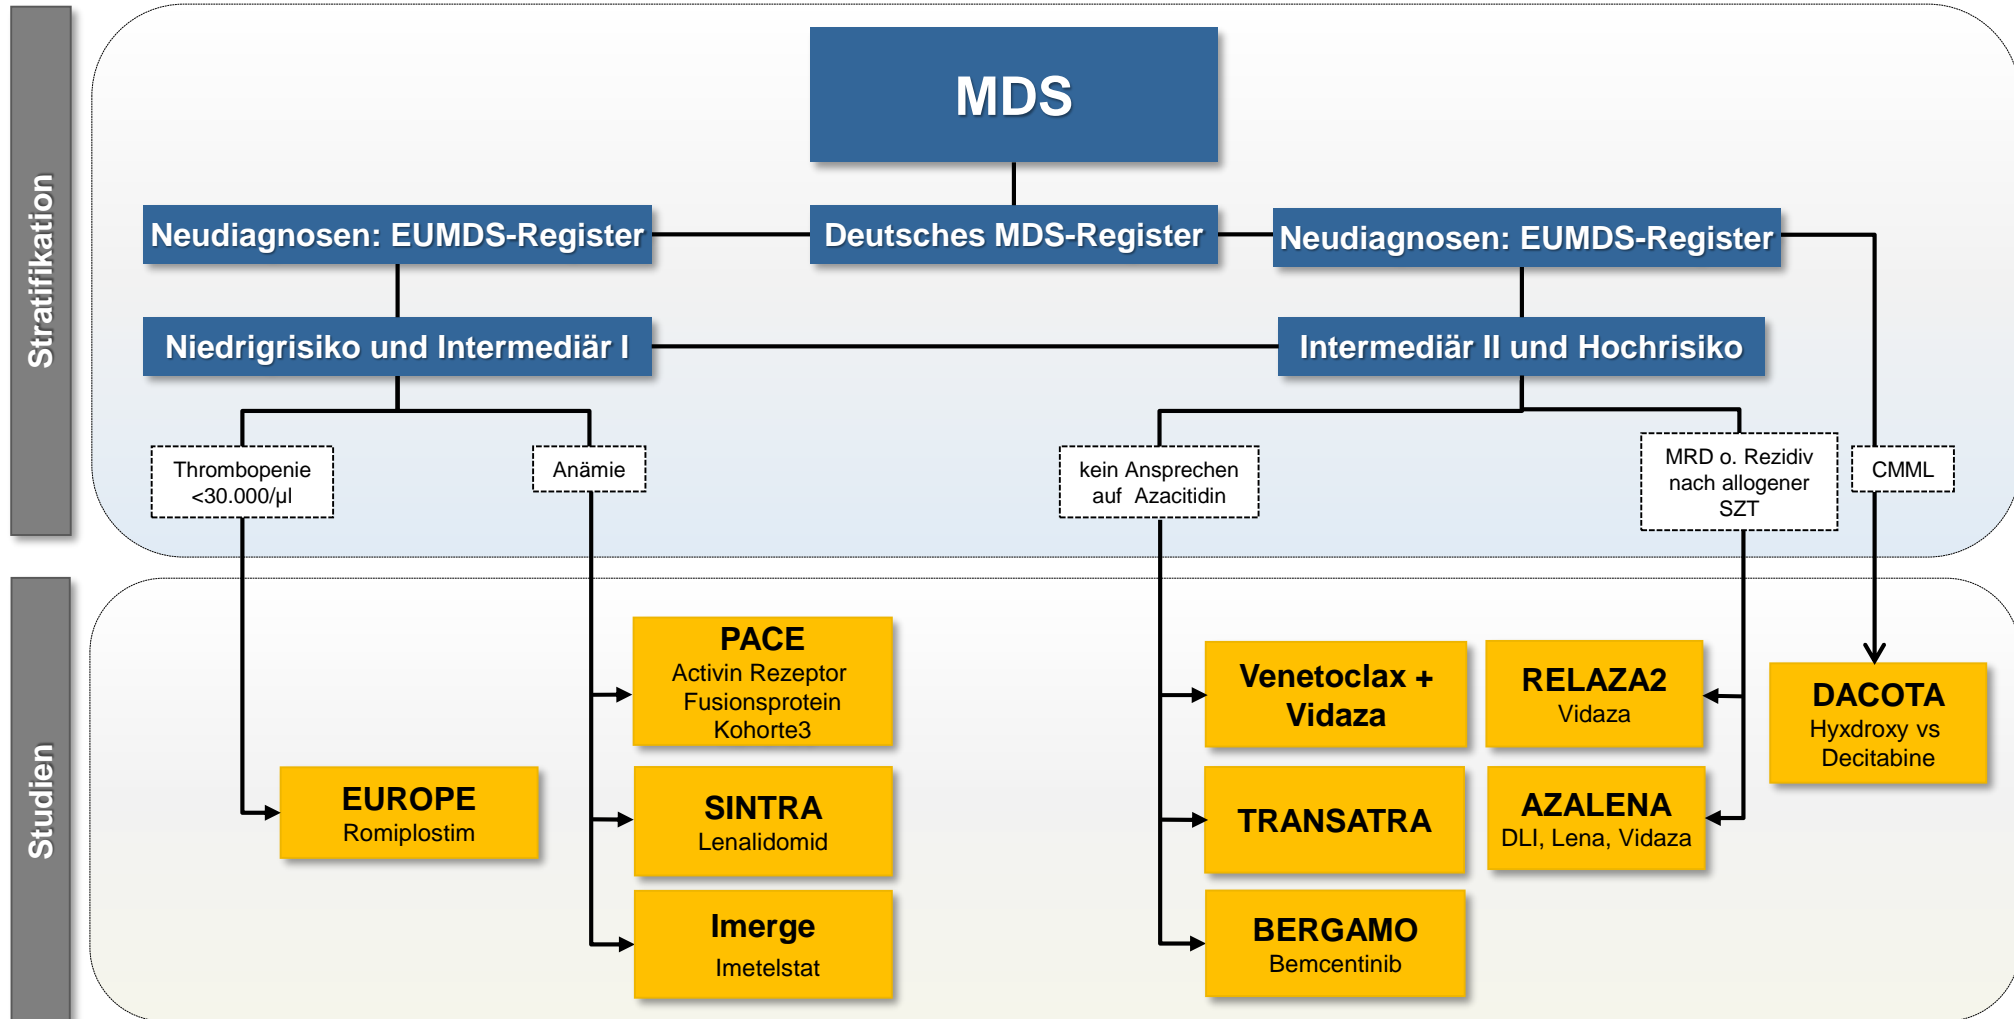 Stratifikation
MDS
Neudiagnosen: EUMDS-Register
Deutsches MDS-Register
Neudiagnosen: EUMDS-Register
Niedrigrisiko und Intermediär I
Intermediär II und Hochrisiko
Thrombopenie
<30.000/µl
Anämie
kein Ansprechen
auf Azacitidin
MRD o. Rezidiv
nach allogener
SZT
CMML
Studien
EUROPE
Romiplostim
PACE
Activin Rezeptor
Fusionsprotein
Kohorte3
SINTRA
Lenalidomid
Imerge
Imetelstat
Venetoclax +
Vidaza
TRANSATRA
BERGAMO
Bemcentinib
RELAZA2
Vidaza
AZALENA
DLI, Lena, Vidaza
DACOTA
Hyxdroxy vs
Decitabine